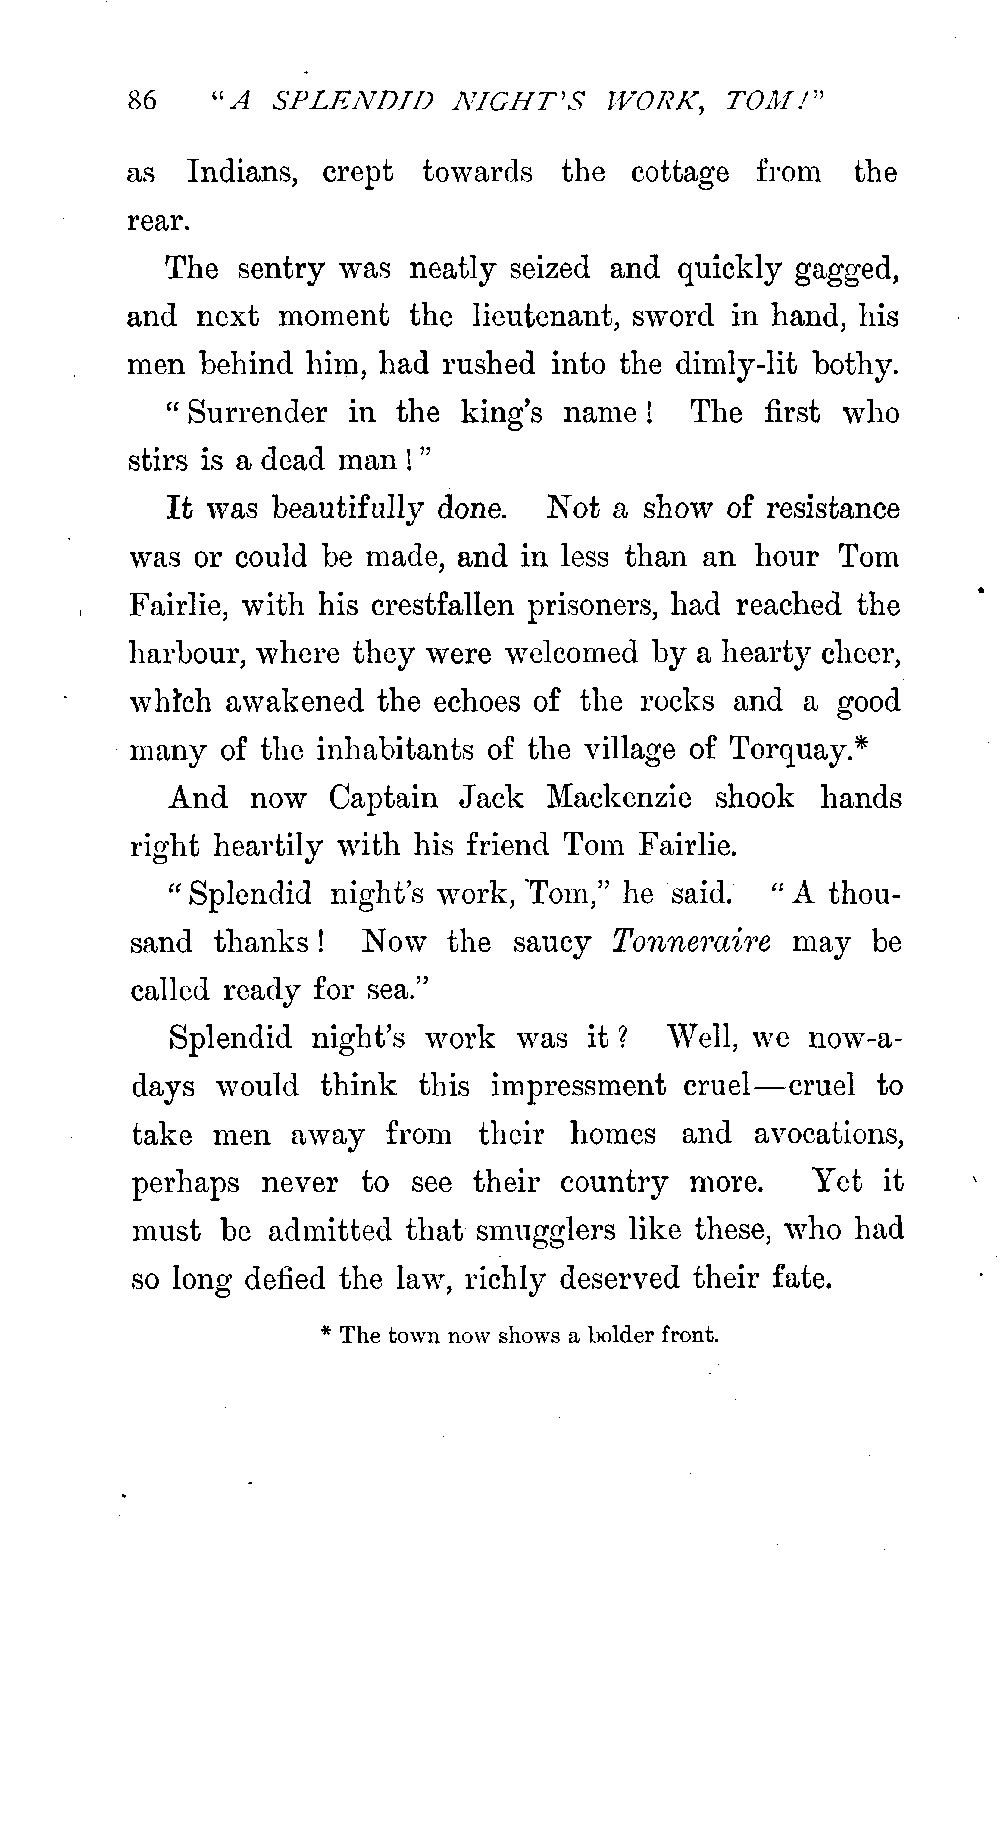 86 "A SPLENDID NIGHT'S WORK, TOM!"
as Indians, crept towards the cottage from the
rear.
The sentry was neatly seized and quickly gagged,
and next moment the lieutenant, sword in hand, his
men behind him, had rushed into the dimly-lit bothy.
"Surrender in the king's name! The first who
stirs is a dead man!"
It was beautifully done. Not a show of resistance
was or could be made, and in less than an hour Tom
Fairlie, with his crestfallen prisoners, had reached the
harbour, where they were welcomed by a hearty cheer,
which awakened the echoes of the rocks and a good
many of the inhabitants of the village of Torquay.*
And now Captain Jack Mackenzie shook hands
right heartily with his friend Tom Fairlie.
"Splendid night's work, Tom," he said. "A thou-
sand thanks! Now the saucy Tonneraire may be
called ready for sea."
Splendid night's work was it? Well, we now-a-
days would think this impressment cruel—cruel to
take men away from their homes and avocations,
perhaps never to see their country more. Yet it
must be admitted that smugglers like these, who had
so long defied the law, richly deserved their fate.
* The town now shows a bolder front.